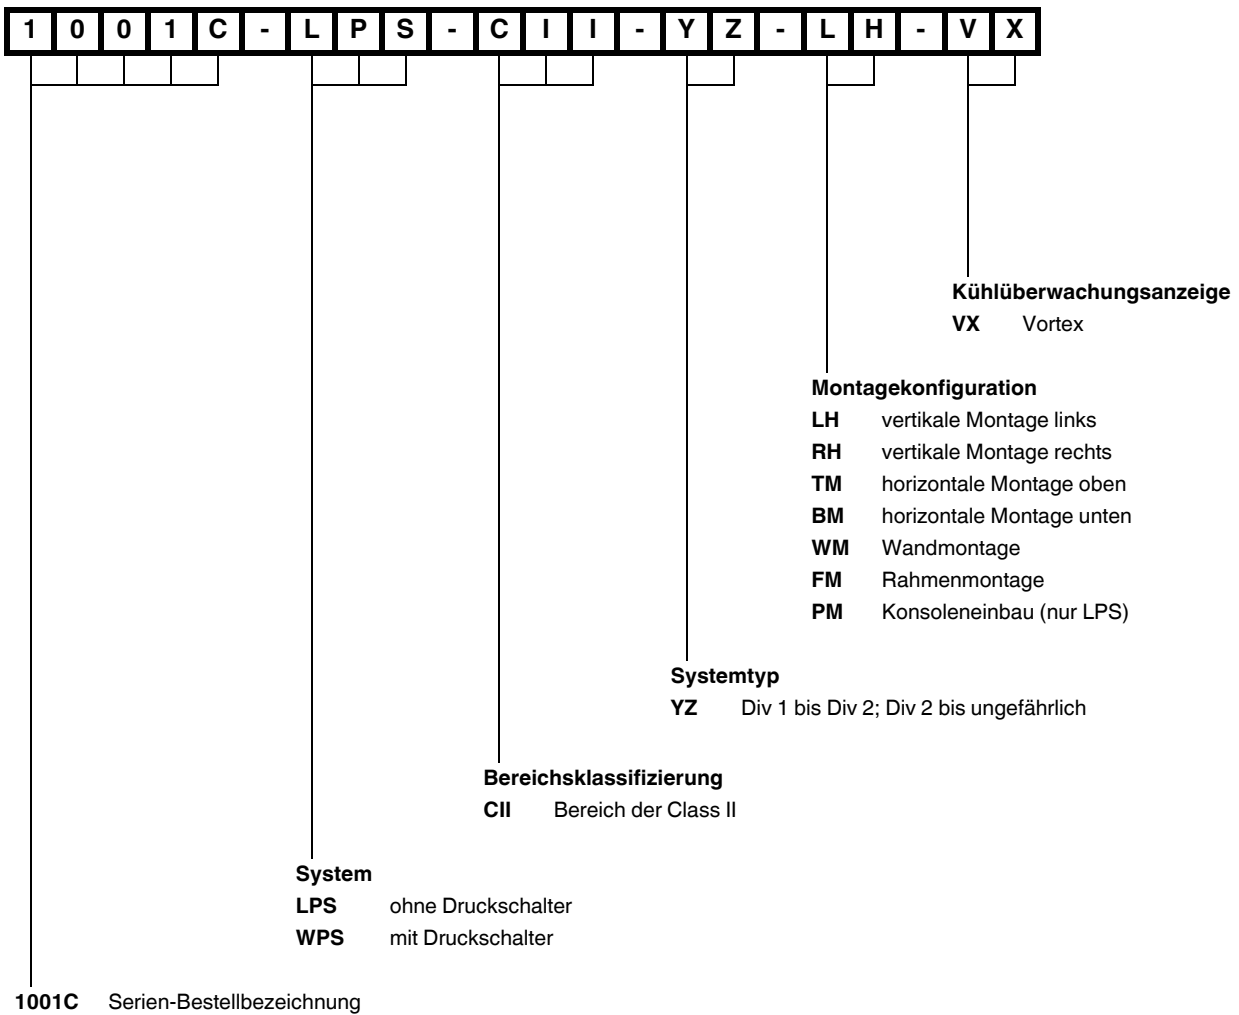 1 0 0 1 C - L P S - C I I - Y Z - L H - V X
Kühlüberwachungsanzeige
VX Vortex
Montagekonfiguration
LH vertikale Montage links
RH vertikale Montage rechts
TM horizontale Montage oben
BM horizontale Montage unten
WM Wandmontage
FM Rahmenmontage
PM Konsoleneinbau (nur LPS)
Systemtyp
YZ Div 1 bis Div 2; Div 2 bis ungefährlich
Bereichsklassifizierung
CII Bereich der Class II
System
LPS ohne Druckschalter
WPS mit Druckschalter
1001C Serien-Bestellbezeichnung